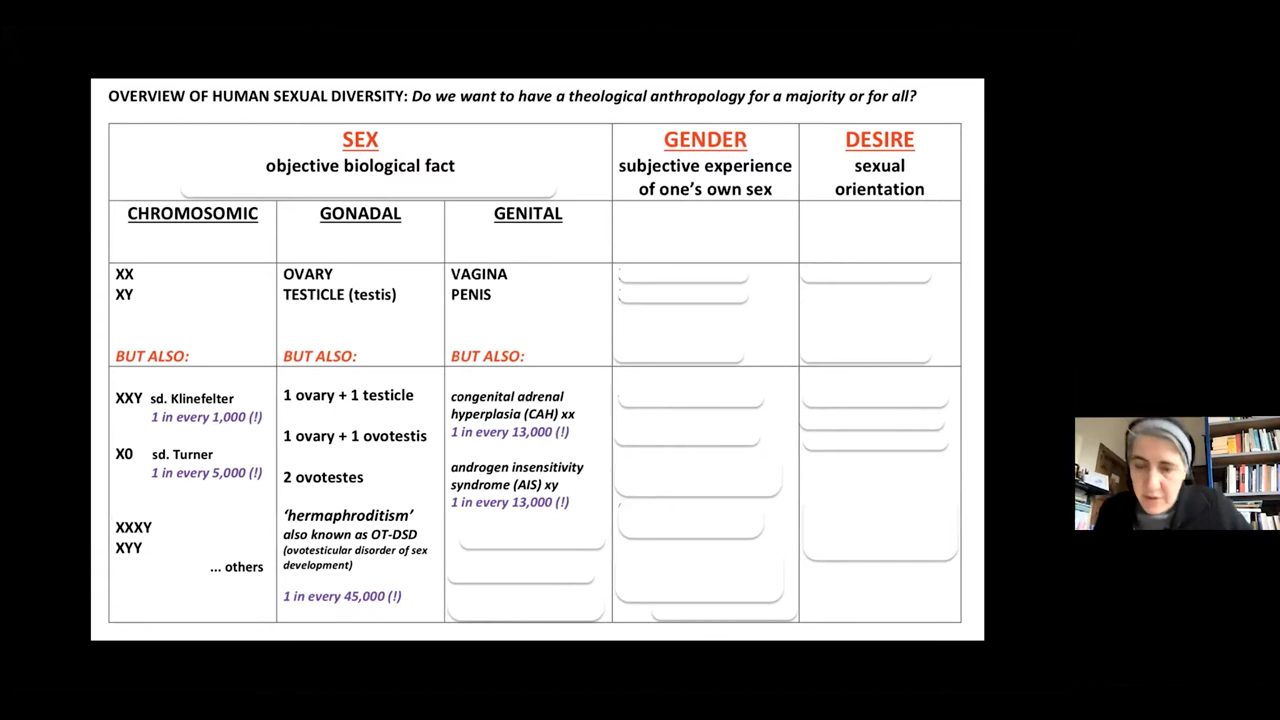 OVERVIEW OF HUMAN SEXUAL DIVERSITY: Do we want to have a theological anthropology for a majority or for all?
SEX
objective biological fact
GENDER
subjective experience
of one's own sex
DESIRE
sexual
orientation
CHROMOSOMIC
GONADAL
GENITAL
XX
XY
BUT ALSO:
OVARY
TESTICLE (testis)
BUT ALSO:
VAGINA
PENIS
BUT ALSO:
XXY sd. Klinefelter
1 in every 1,000 (!)
X0 sd. Turner
1 in every 5,000 (!)
XXXY
XYY
... others
1 ovary + 1 testicle
1 ovary + 1 ovotestis
2 ovotestes
‘hermaphroditism’
also known as OT-DSD
(ovotesticular disorder of sex
development)
1 in every 45,000 (!)
congenital adrenal
hyperplasia (CAH) xx
1 in every 13,000 (!)
androgen insensitivity
syndrome (AIS) xy
1 in every 13,000 (!)